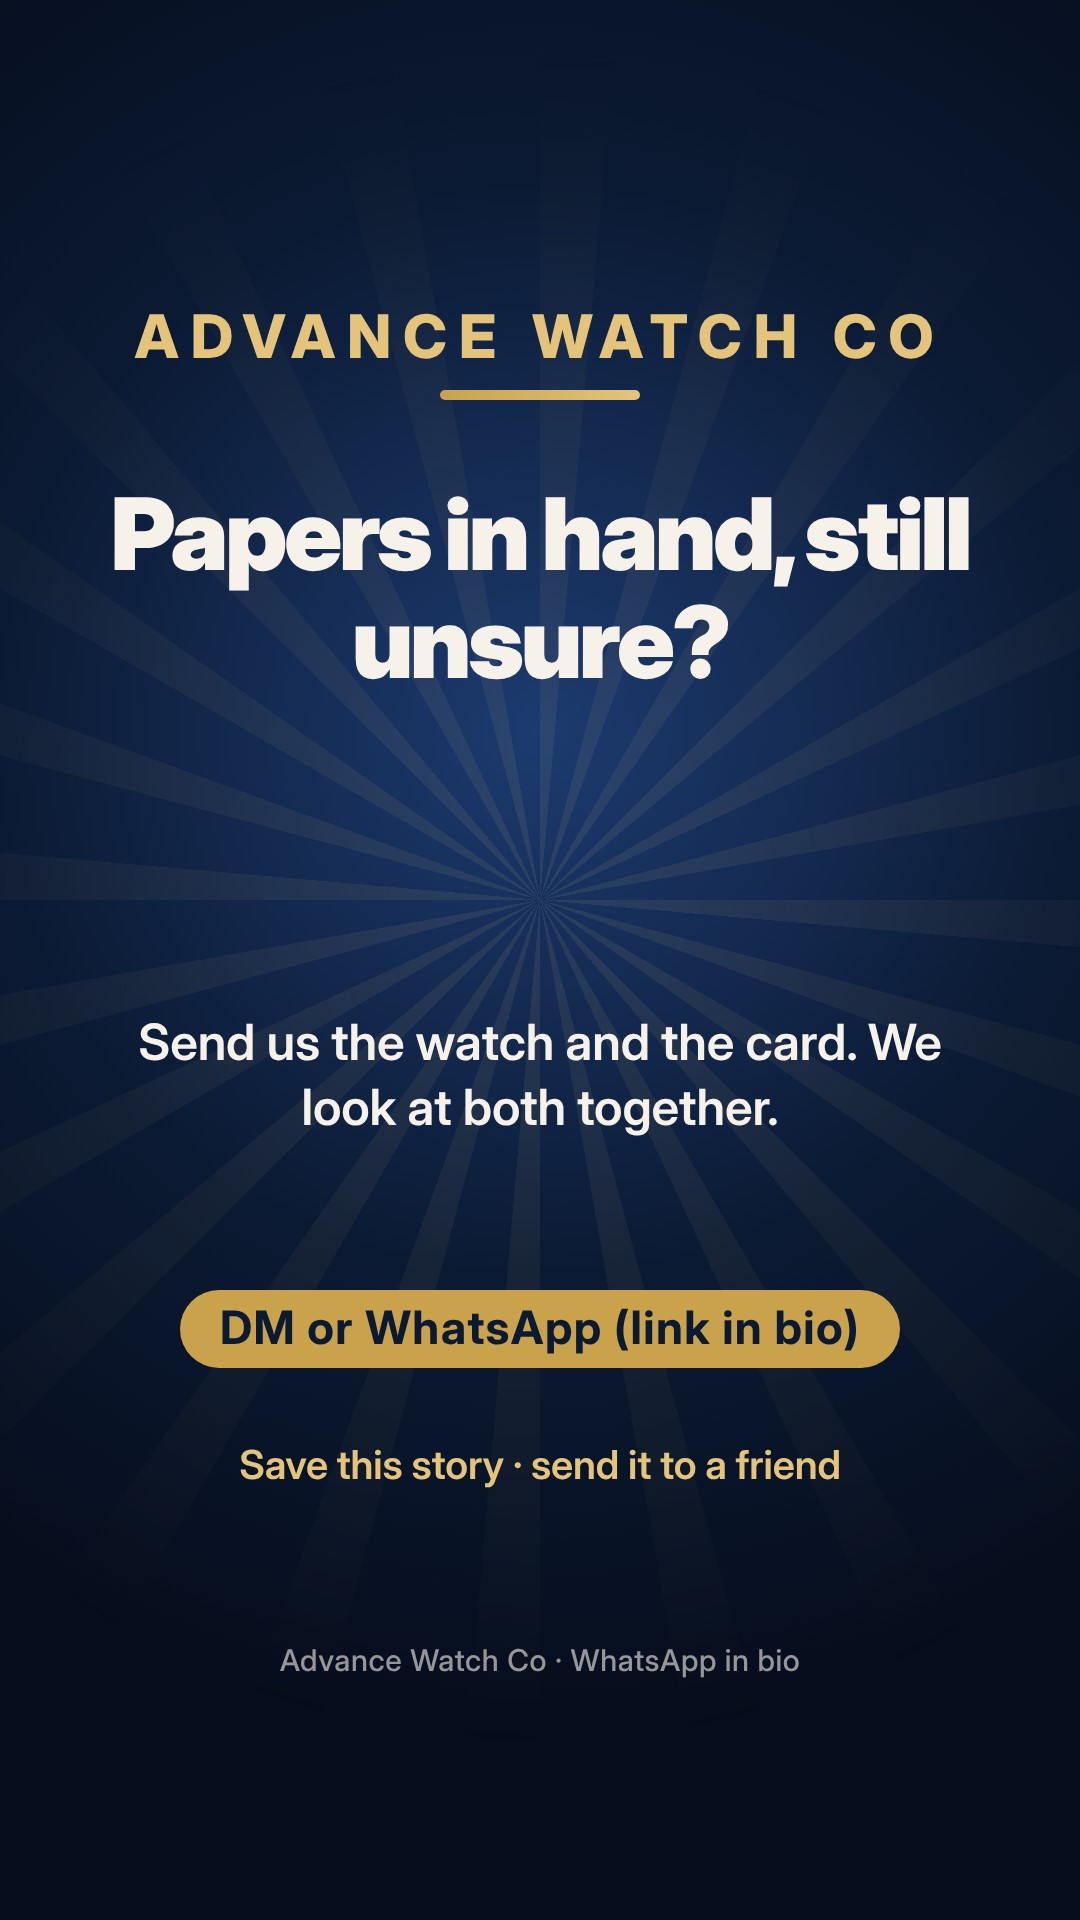 ADVANCE WATCH CO
Papers in hand, still
unsure?
Send us the watch and the card. We
look at both together.
DM or WhatsApp (link in bio)
Save this story · send it to a friend
Advance Watch Co · WhatsApp in bio